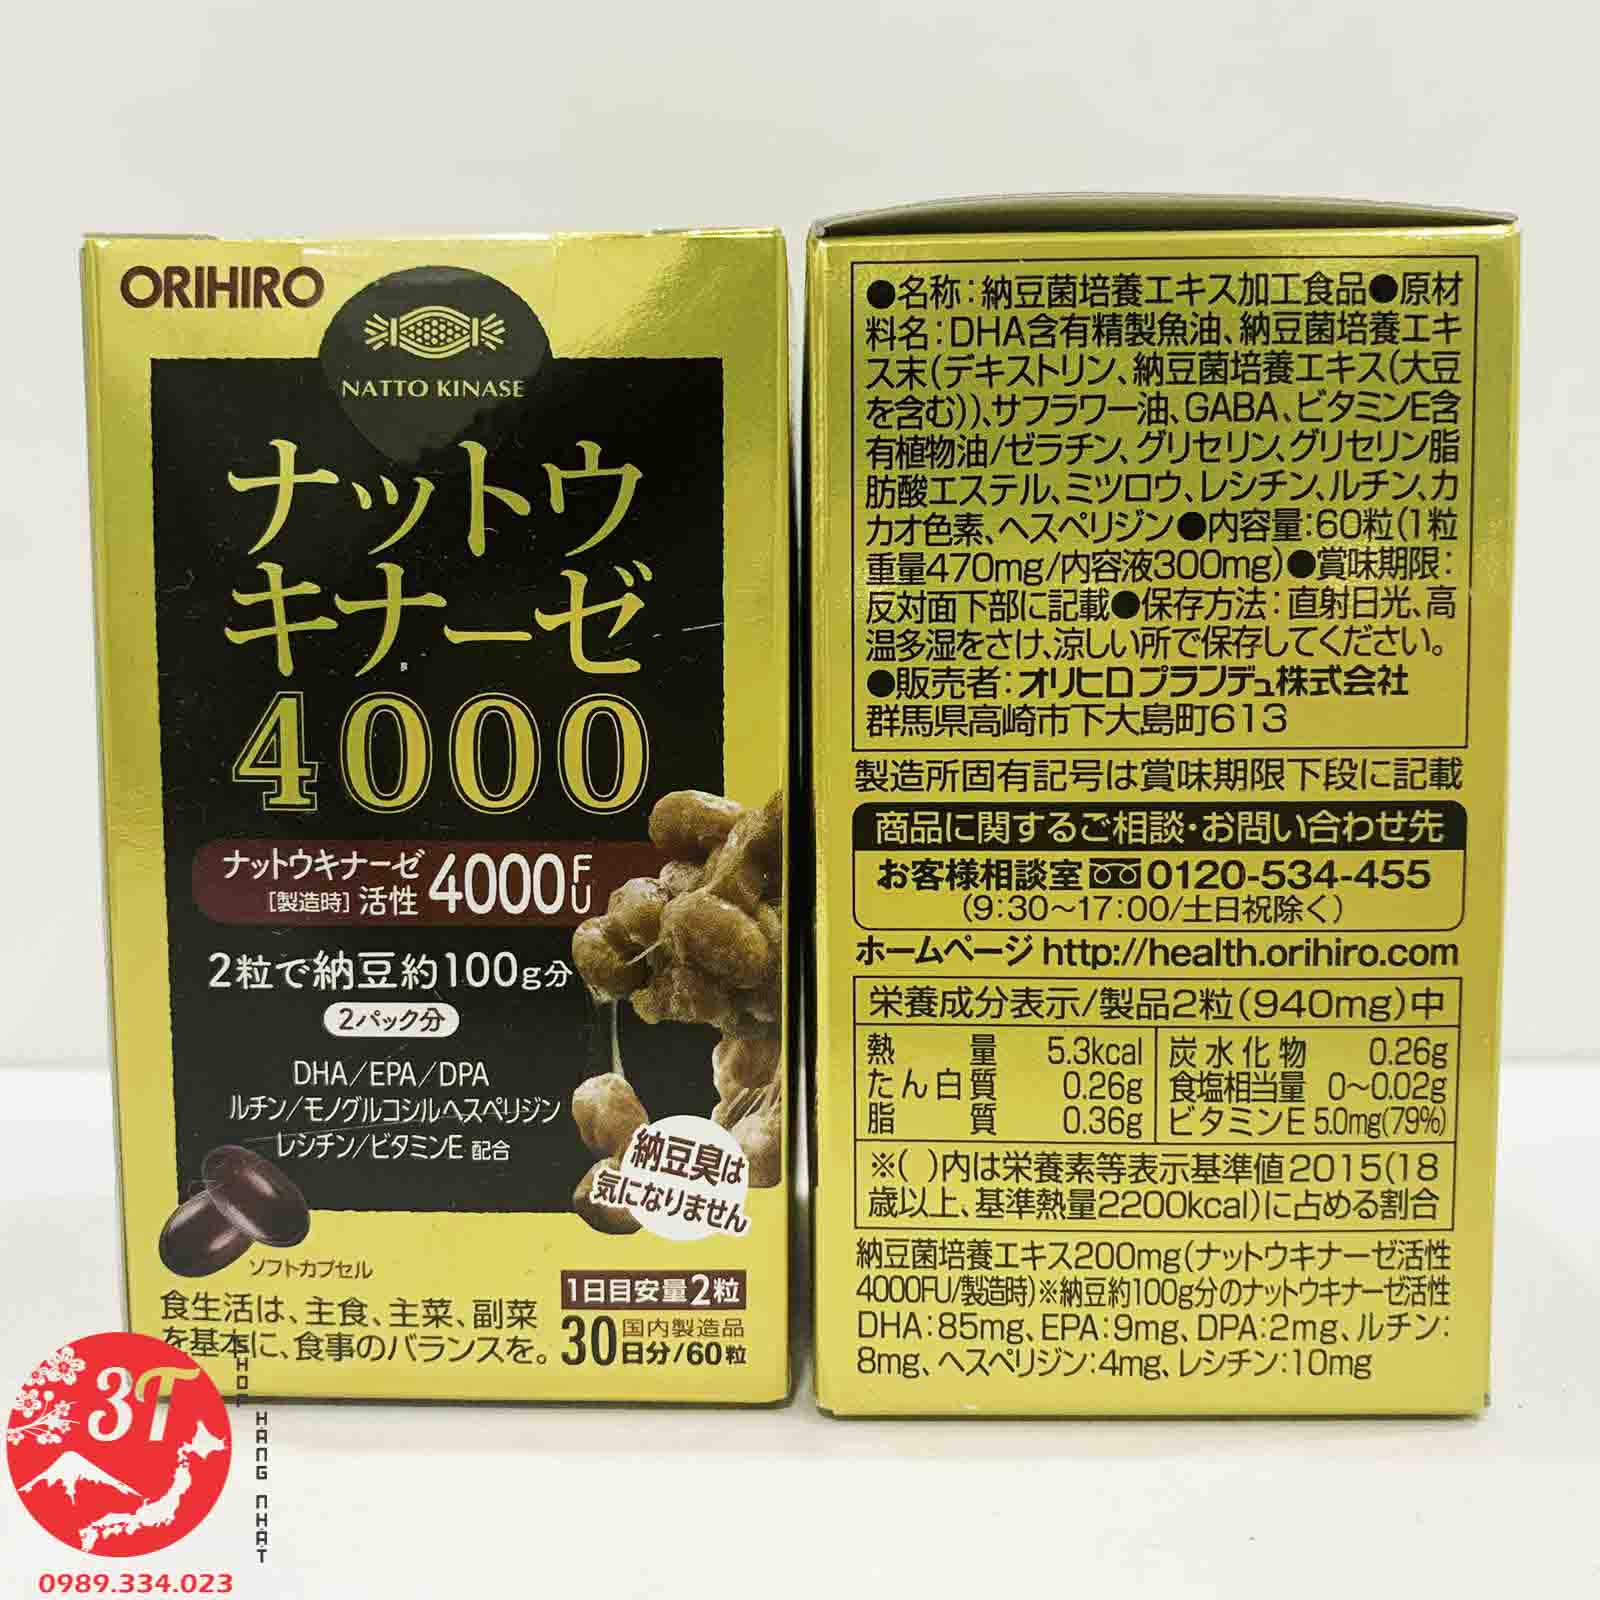 ORIHIRO
NATTO KINASE
ナットウ
キナーゼ
4000
ナットウキナーゼ
[製造時] 活性 4000FU
2粒で納豆約100g分
2パック分
DHA/EPA/DPA
ルチン/モノグルコシルヘスペリジン
レシチン/ビタミンE 配合
納豆臭は
気になりません
ソフトカプセル
食生活は、主食、主菜、副菜
を基本に、食事のバランスを。
1日目安量2粒
国内製造品
30日分/60粒
●名称:納豆菌培養エキス加工食品●原材
料名:DHA含有精製魚油、納豆菌培養エキ
ス末(デキストリン、納豆菌培養エキス(大豆
を含む))、サフラワー油、GABA、ビタミンE含
有植物油/ゼラチン、グリセリン、グリセリン脂
肪酸エステル、ミツロウ、レシチン、ルチン、カ
カオ色素、ヘスペリジン●内容量:60粒(1粒
重量470mg/内容液300mg)●賞味期限:
反対面下部に記載●保存方法:直射日光、高
温多湿をさけ、涼しい所で保存してください。
●販売者:オリヒロプランデュ株式会社
群馬県高崎市下大島町613
製造所固有記号は賞味期限下段に記載
商品に関するご相談・お問い合わせ先
お客様相談室 0120-534-455
(9:30~17:00/土日祝除く)
ホームページ http://health.orihiro.com
栄養成分表示/製品2粒(940mg)中
熱量 5.3kcal 炭水化物 0.26g
たん白質 0.26g 食塩相当量 0~0.02g
脂質 0.36g ビタミンE 5.0mg(79%)
※( )内は栄養素等表示基準値2015(18
歳以上、基準熱量2200kcal)に占める割合
納豆菌培養エキス200mg(ナットウキナーゼ活性
4000FU/製造時)※納豆約100g分のナットウキナーゼ活性
DHA:85mg、EPA:9mg、DPA:2mg、ルチン:
8mg、ヘスペリジン:4mg、レシチン:10mg
3T
SHOP HÀNG NHẬT
0989.334.023